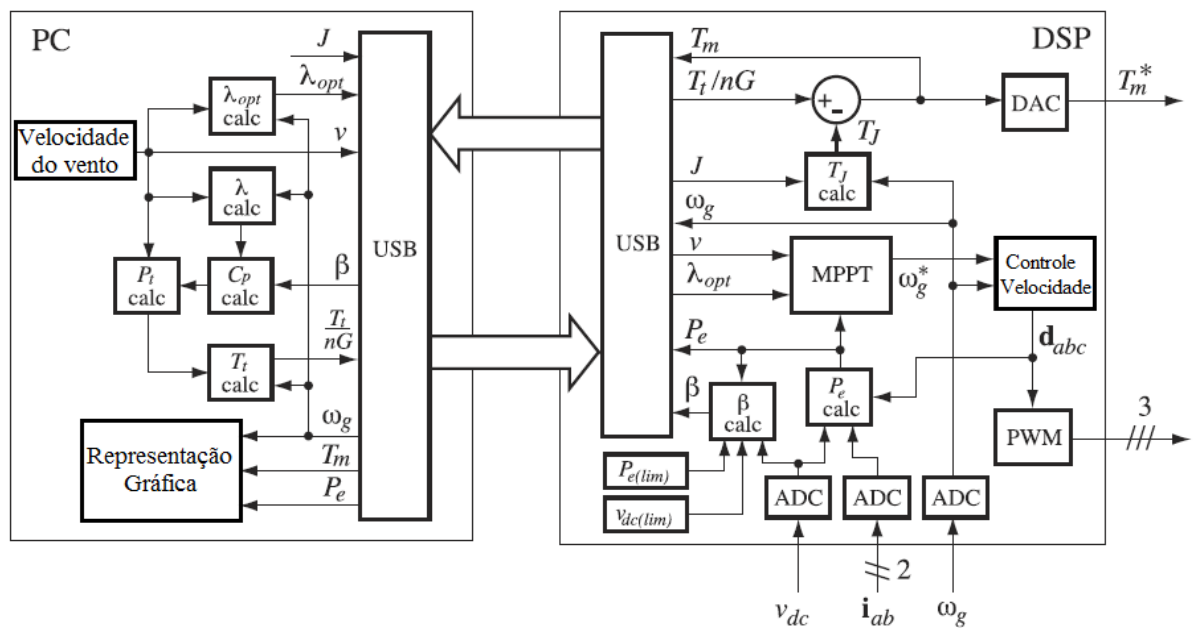 PC
J
λopt
λopt
calc
Velocidade
do vento
v
λ
calc
USB
β
Pt
calc
Cp
calc
Tt
nG
Tt
calc
ωg
Tm
Pe
Representação
Gráfica
DSP
Tm
Tt/nG
+
-
DAC
Tm*
TJ
J
TJ
calc
ωg
USB
v
MPPT
λopt
ωg*
Controle
Velocidade
Pe
dabc
β
β
calc
Pe
calc
PWM
3
Pe(lim)
vdc(lim)
ADC
ADC
ADC
2
vdc
iab
ωg